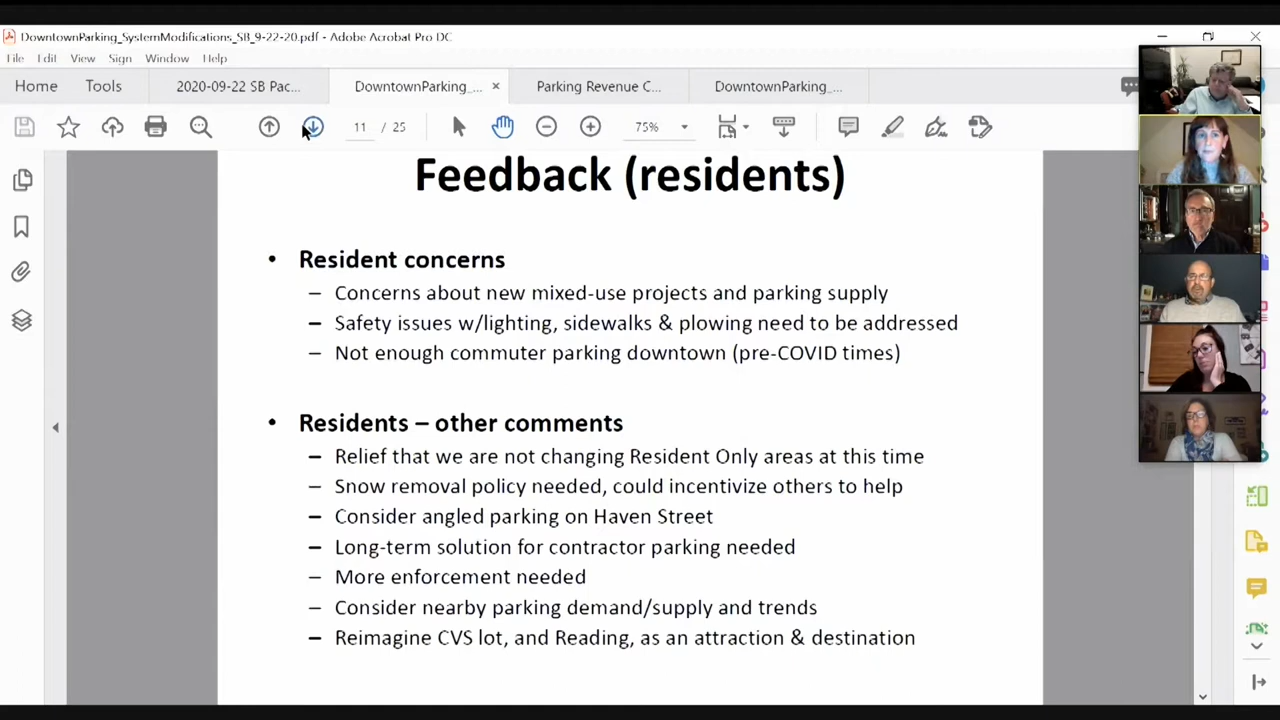 DowntownParking_SystemModifications_SB_9-22-20.pdf - Adobe Acrobat Pro DC
File Edit View Sign Window Help
Home Tools 2020-09-22 SB Pac... DowntownParking_... × Parking Revenue C... DowntownParking_...
11 / 25 75%
Feedback (residents)
• Resident concerns
– Concerns about new mixed-use projects and parking supply
– Safety issues w/lighting, sidewalks & plowing need to be addressed
– Not enough commuter parking downtown (pre-COVID times)
• Residents – other comments
– Relief that we are not changing Resident Only areas at this time
– Snow removal policy needed, could incentivize others to help
– Consider angled parking on Haven Street
– Long-term solution for contractor parking needed
– More enforcement needed
– Consider nearby parking demand/supply and trends
– Reimagine CVS lot, and Reading, as an attraction & destination